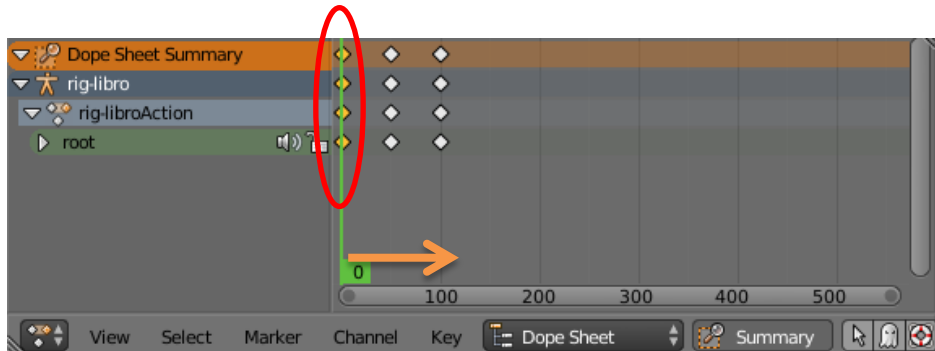 Dope Sheet Summary
rig-libro
rig-libroAction
root
0
100 200 300 400 500
View Select Marker Channel Key Dope Sheet Summary